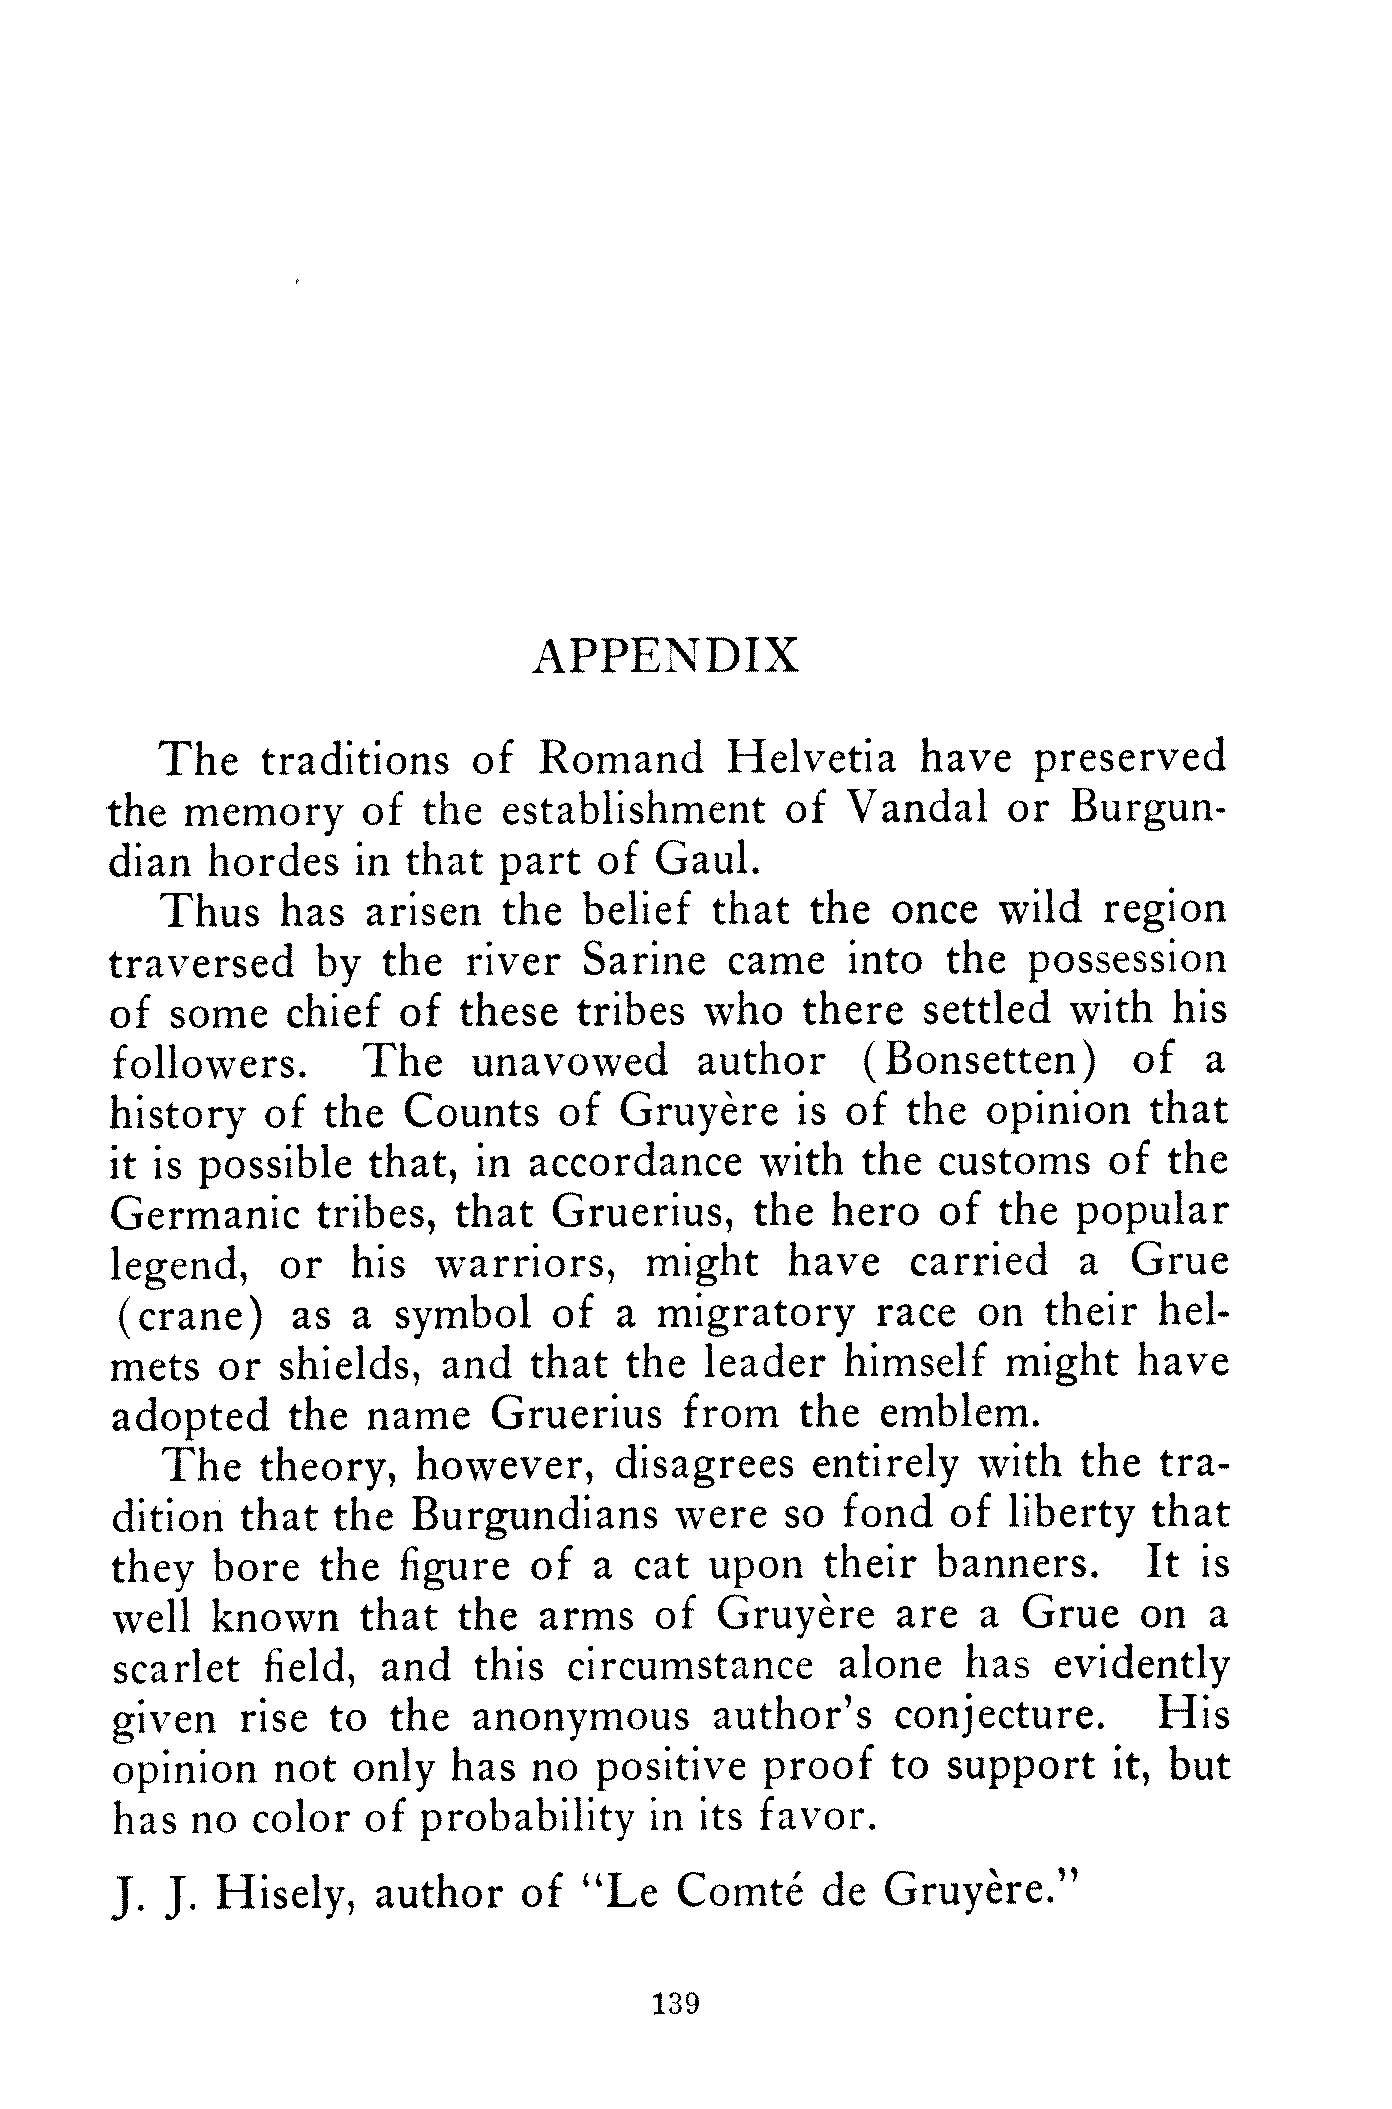 APPENDIX
The traditions of Romand Helvetia have preserved
the memory of the establishment of Vandal or Burgun-
dian hordes in that part of Gaul.
Thus has arisen the belief that the once wild region
traversed by the river Sarine came into the possession
of some chief of these tribes who there settled with his
followers. The unavowed author (Bonsetten) of a
history of the Counts of Gruyère is of the opinion that
it is possible that, in accordance with the customs of the
Germanic tribes, that Gruerius, the hero of the popular
legend, or his warriors, might have carried a Grue
(crane) as a symbol of a migratory race on their hel-
mets or shields, and that the leader himself might have
adopted the name Gruerius from the emblem.
The theory, however, disagrees entirely with the tra-
dition that the Burgundians were so fond of liberty that
they bore the figure of a cat upon their banners. It is
well known that the arms of Gruyère are a Grue on a
scarlet field, and this circumstance alone has evidently
given rise to the anonymous author's conjecture. His
opinion not only has no positive proof to support it, but
has no color of probability in its favor.
J. J. Hisely, author of "Le Comté de Gruyère."
139